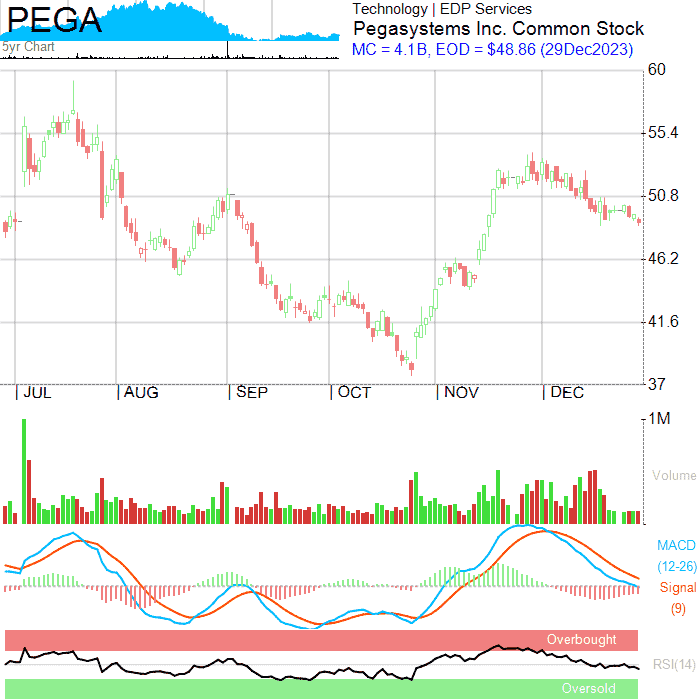 PEGA
5yr Chart
Technology | EDP Services
Pegasystems Inc. Common Stock
MC = 4.1B, EOD = $48.86 (29Dec2023)
60
55.4
50.8
46.2
41.6
37
JUL
AUG
SEP
OCT
NOV
DEC
1M
Volume
MACD
(12-26)
Signal
(9)
Overbought
RSI(14)
Oversold